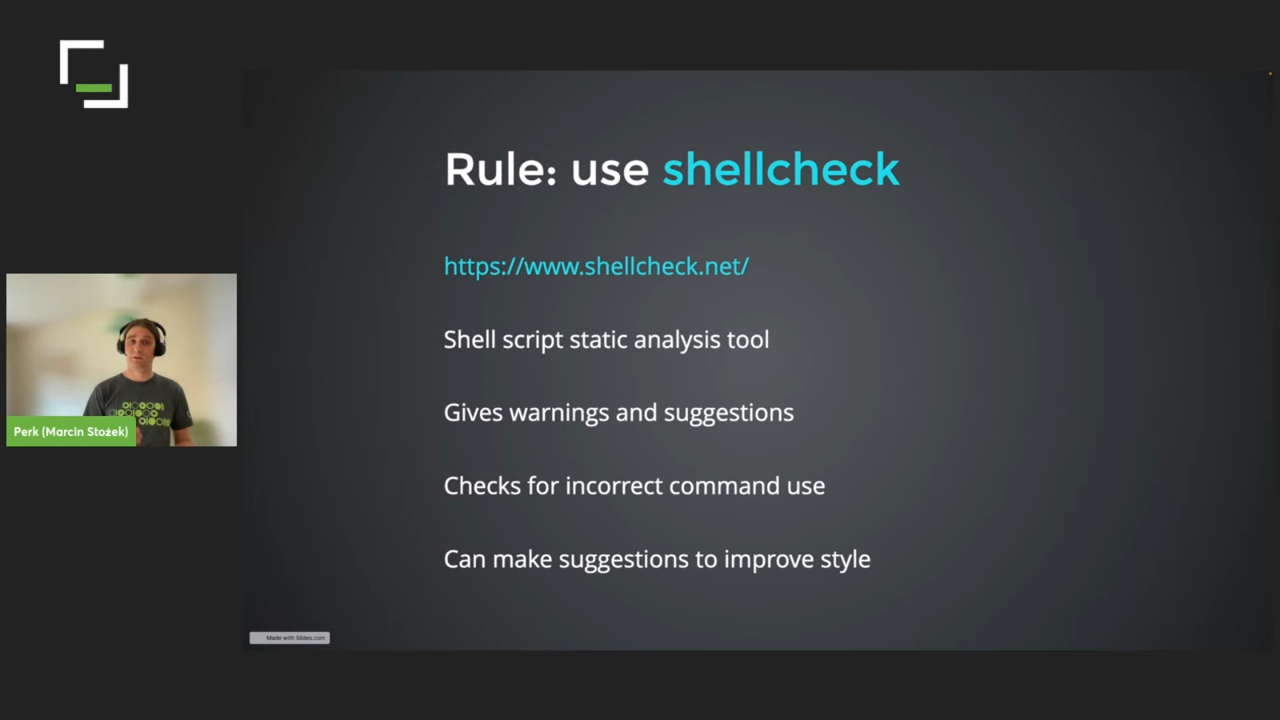 Rule: use shellcheck
https://www.shellcheck.net/
Shell script static analysis tool
Gives warnings and suggestions
Checks for incorrect command use
Can make suggestions to improve style
Perk (Marcin Stożek)
Made with Slides.com